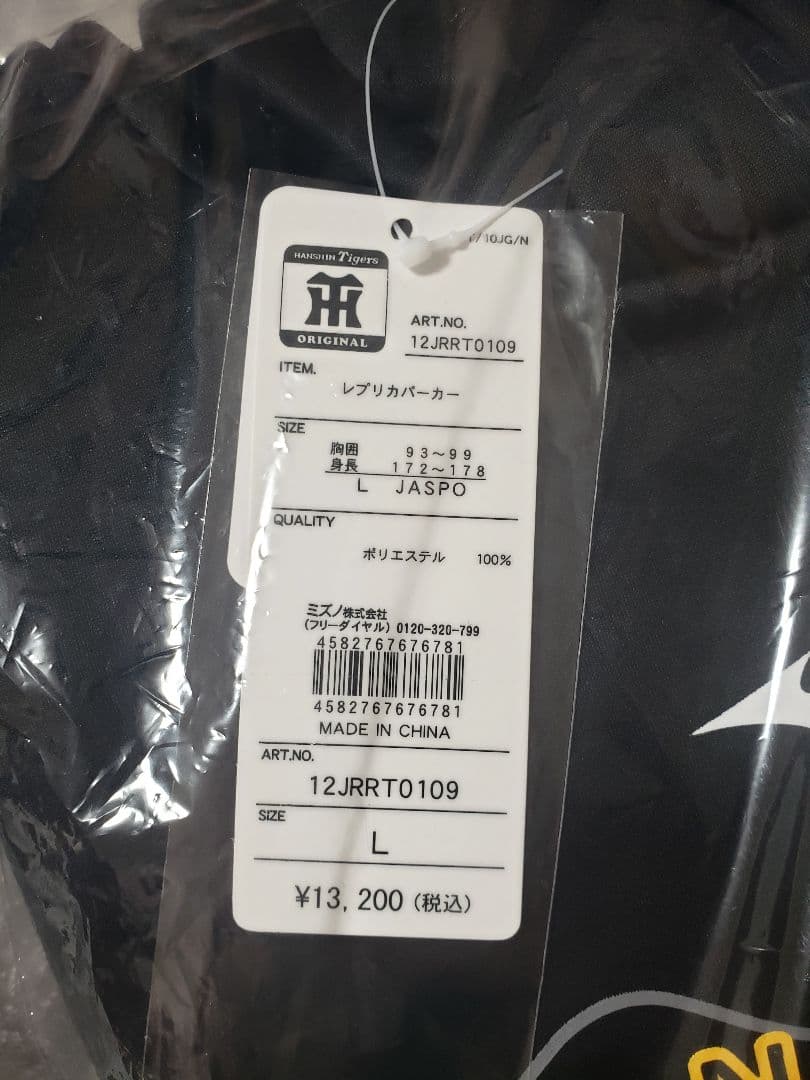 /10JG/N
HANSHIN Tigers
ORIGINAL
ART.NO.
12JRRT0109
ITEM.
レプリカパーカー
SIZE
胸囲 93～99
身長 172～178
L JASPO
QUALITY
ポリエステル 100%
ミズノ株式会社
(フリーダイヤル) 0120-320-799
4582767676781
4582767676781
MADE IN CHINA
ART.NO.
12JRRT0109
SIZE
L
¥13,200 (税込)